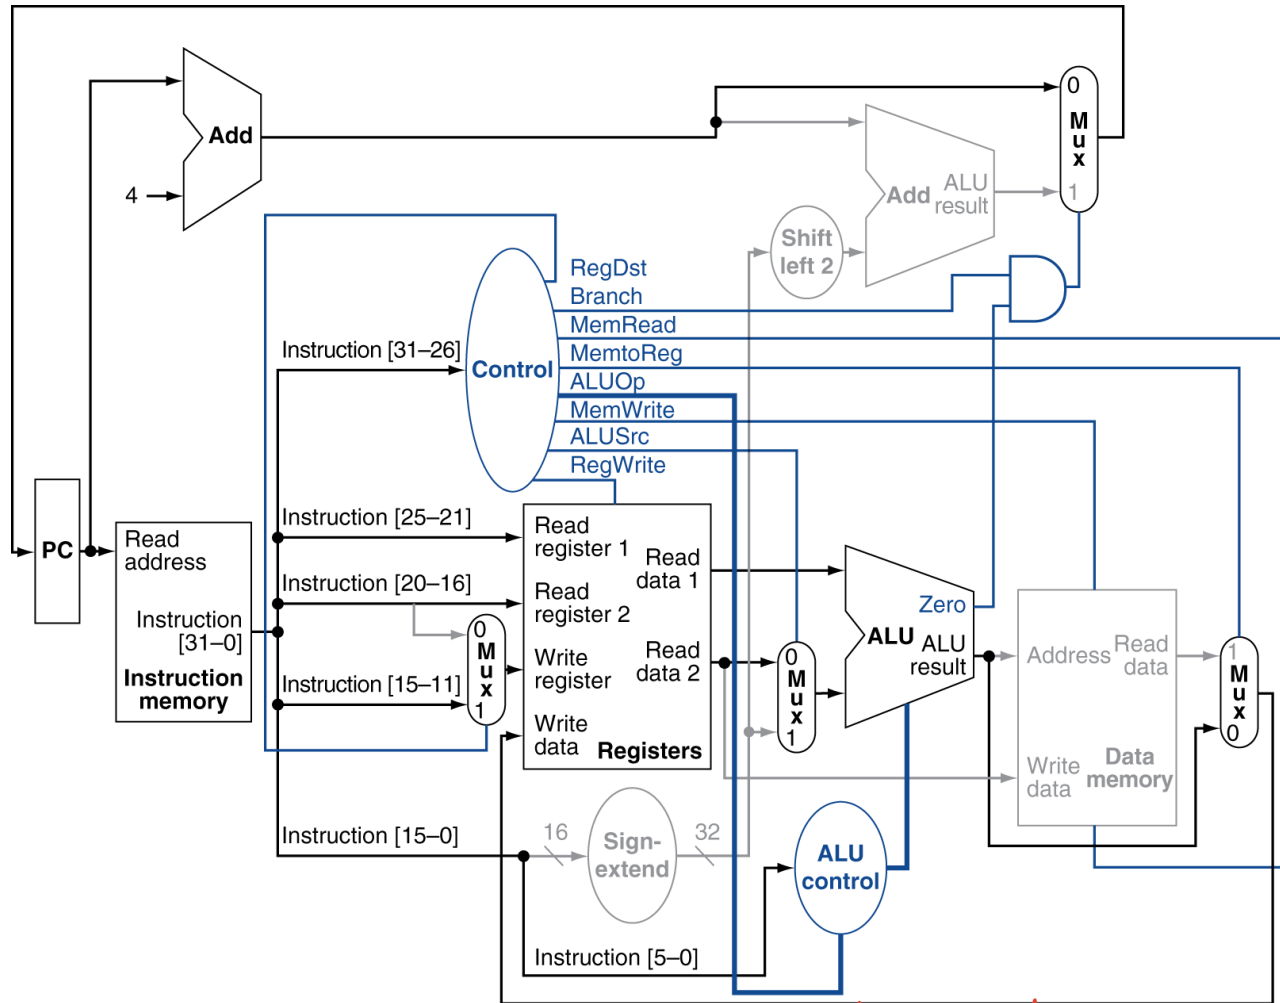 0
M
u
x
1
Add
4
Add
ALU
result
Shift
left 2
RegDst
Branch
MemRead
MemtoReg
ALUOp
MemWrite
ALUSrc
RegWrite
Control
Instruction [31–26]
Instruction [25–21]
Instruction [20–16]
Instruction [15–11]
Instruction [15–0]
Instruction [5–0]
PC
Read
address
Instruction
[31–0]
Instruction
memory
0
M
u
x
1
Read
register 1
Read
register 2
Write
register
Write
data
Read
data 1
Read
data 2
Registers
0
M
u
x
1
Zero
ALU
ALU
result
Address
Read
data
Write
data
Data
memory
1
M
u
x
0
16
Sign-
extend
32
ALU
control